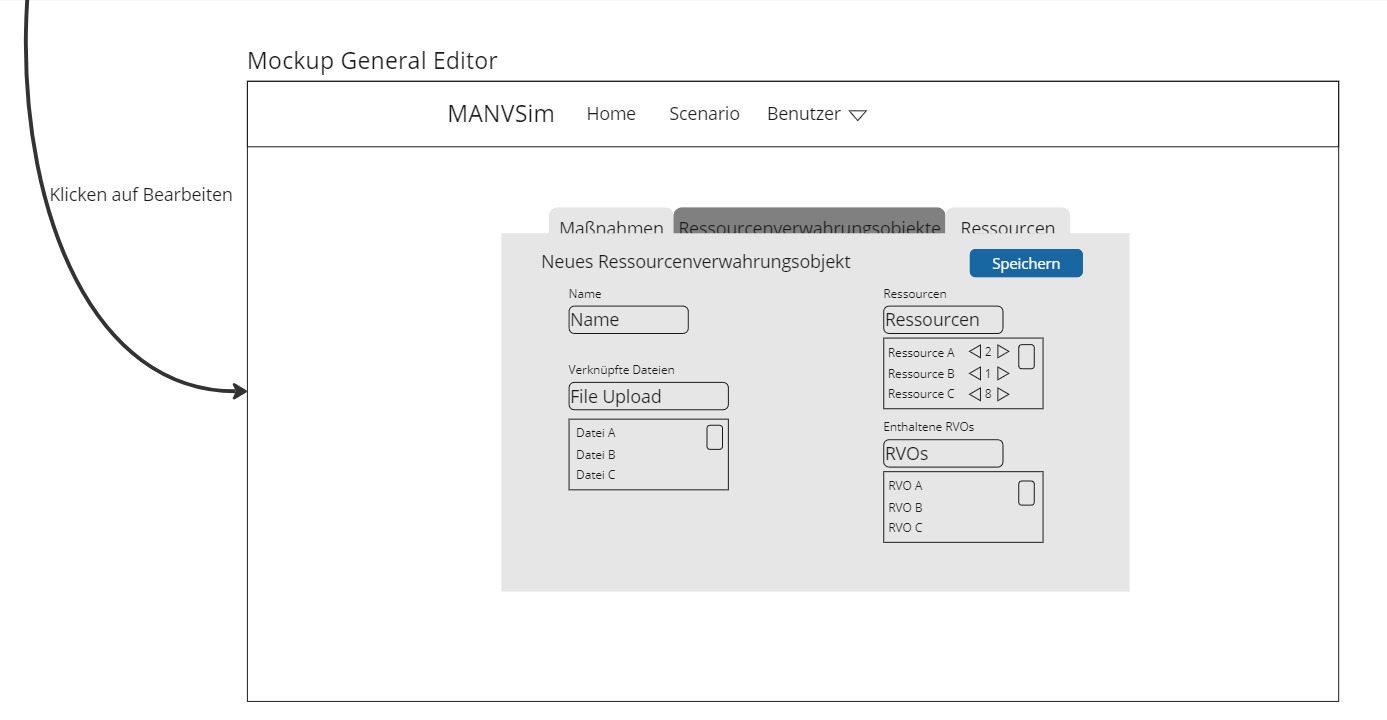 Mockup General Editor
MANVSim Home Scenario Benutzer
Klicken auf Bearbeiten
Maßnahmen Ressourcenverwahrungsobjekte Ressourcen
Neues Ressourcenverwahrungsobjekt
Speichern
Name
Name
Verknüpfte Dateien
File Upload
Datei A
Datei B
Datei C
Ressourcen
Ressourcen
Ressource A 2
Ressource B 1
Ressource C 8
Enthaltene RVOs
RVOs
RVO A
RVO B
RVO C